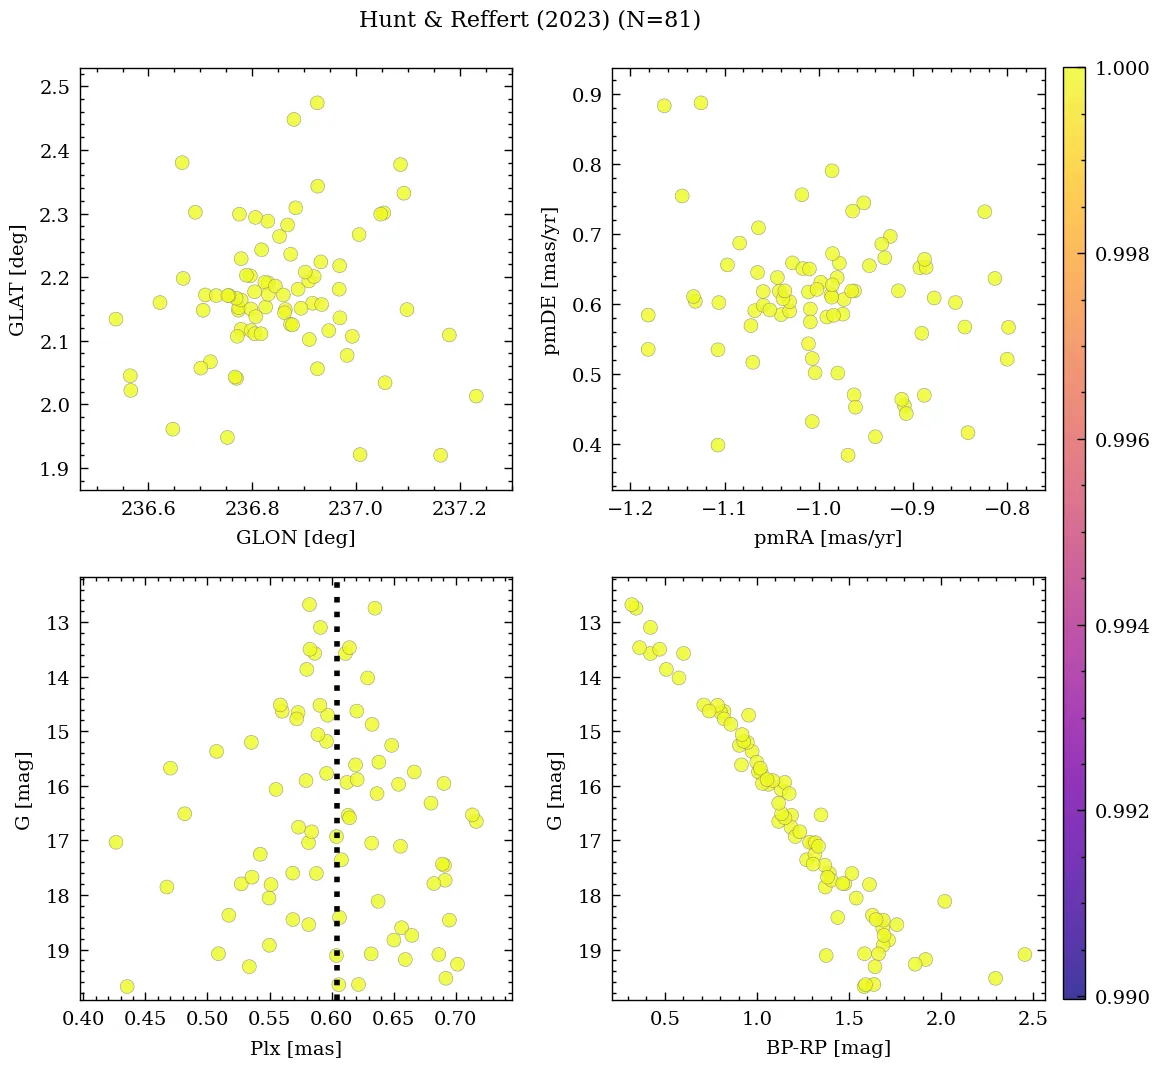 Hunt & Reffert (2023) (N=81)
2.5
2.4
2.3
2.2
2.1
2.0
1.9
GLAT [deg]
236.6 236.8 237.0 237.2
GLON [deg]
0.9
0.8
0.7
0.6
0.5
0.4
pmDE [mas/yr]
−1.2 −1.1 −1.0 −0.9 −0.8
pmRA [mas/yr]
13
14
15
16
17
18
19
G [mag]
0.40 0.45 0.50 0.55 0.60 0.65 0.70
Plx [mas]
13
14
15
16
17
18
19
G [mag]
0.5 1.0 1.5 2.0 2.5
BP-RP [mag]
1.000
0.998
0.996
0.994
0.992
0.990